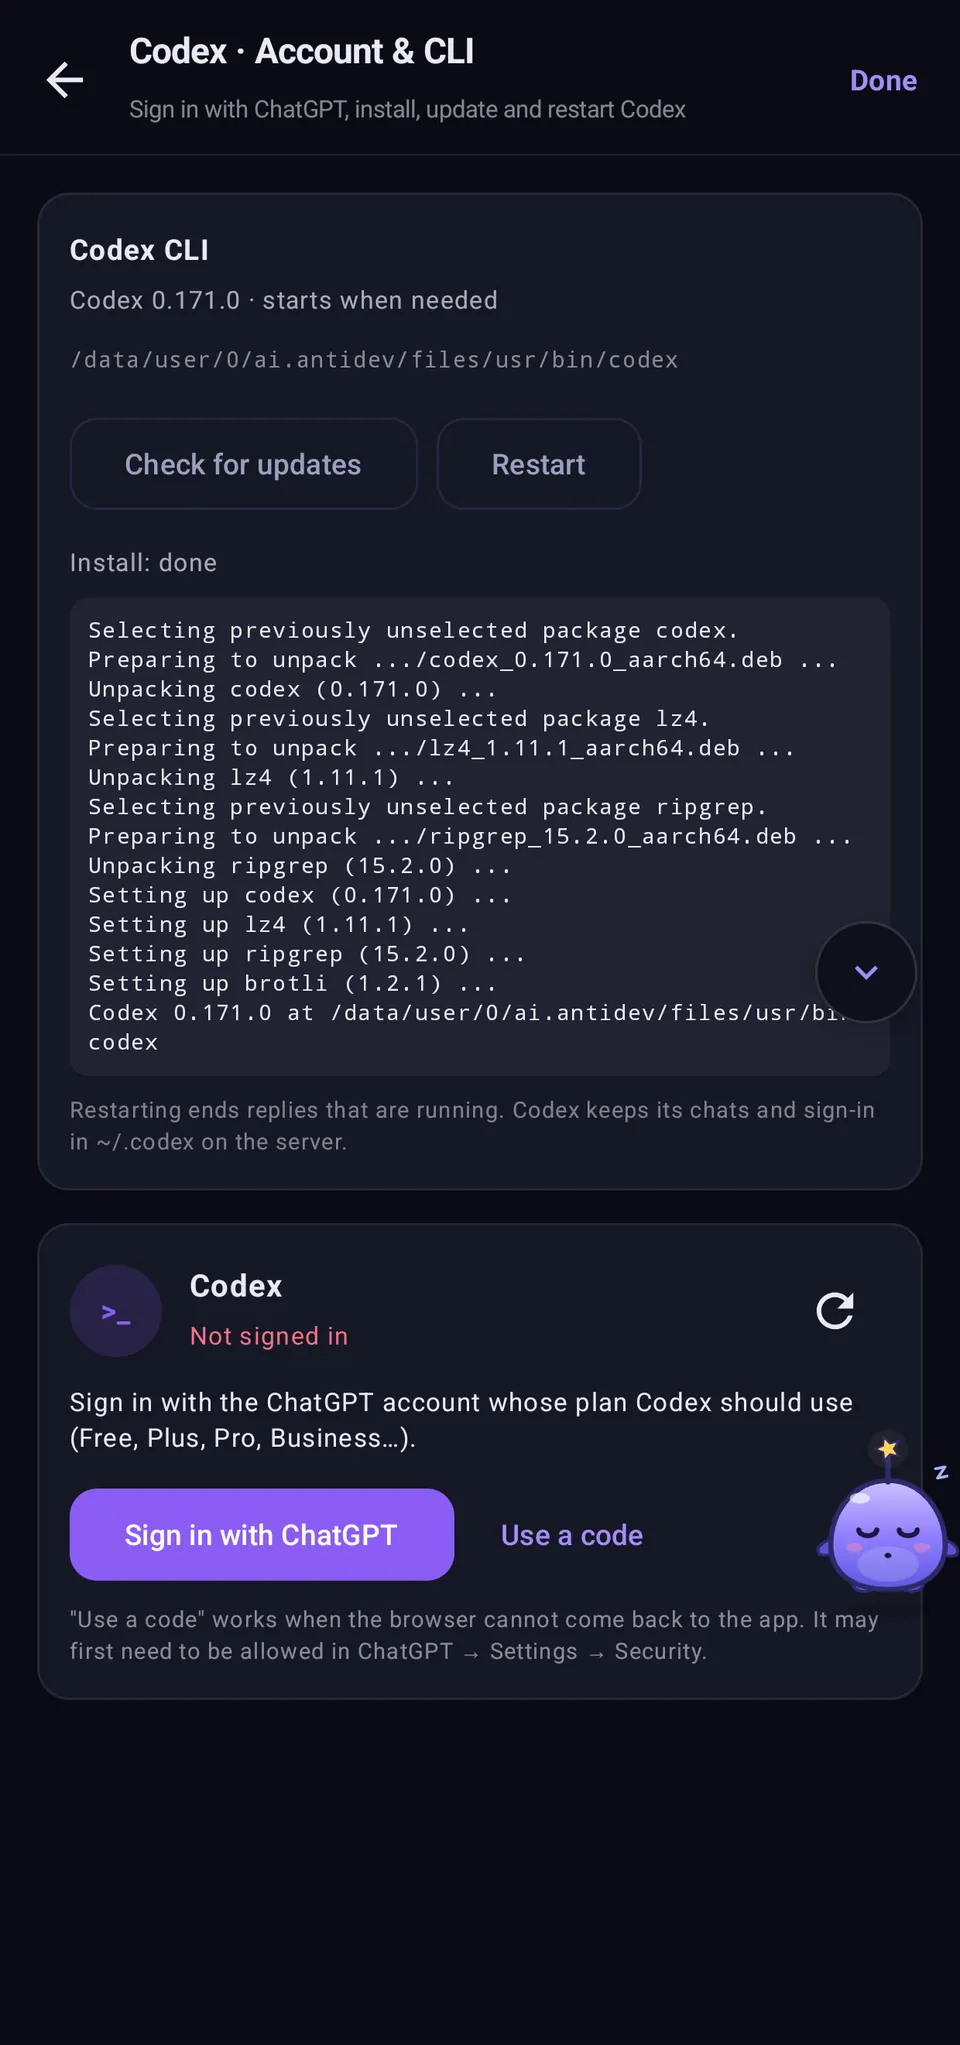 Codex · Account & CLI
Sign in with ChatGPT, install, update and restart Codex
Done
Codex CLI
Codex 0.171.0 · starts when needed
/data/user/0/ai.antidev/files/usr/bin/codex
Check for updates
Restart
Install: done
Selecting previously unselected package codex.
Preparing to unpack .../codex_0.171.0_aarch64.deb ...
Unpacking codex (0.171.0) ...
Selecting previously unselected package lz4.
Preparing to unpack .../lz4_1.11.1_aarch64.deb ...
Unpacking lz4 (1.11.1) ...
Selecting previously unselected package ripgrep.
Preparing to unpack .../ripgrep_15.2.0_aarch64.deb ...
Unpacking ripgrep (15.2.0) ...
Setting up codex (0.171.0) ...
Setting up lz4 (1.11.1) ...
Setting up ripgrep (15.2.0) ...
Setting up brotli (1.2.1) ...
Codex 0.171.0 at /data/user/0/ai.antidev/files/usr/
codex
Restarting ends replies that are running. Codex keeps its chats and sign-in
in ~/.codex on the server.
>_
Codex
Not signed in
Sign in with the ChatGPT account whose plan Codex should use
(Free, Plus, Pro, Business…).
z
Sign in with ChatGPT
Use a code
"Use a code" works when the browser cannot come back to the app. It may
first need to be allowed in ChatGPT → Settings → Security.